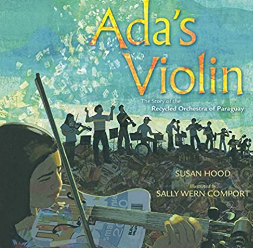 Ada's
Violin
The Story of the
Recycled Orchestra of Paraguay
SUSAN HOOD
Illustrated by
SALLY WERN COMPORT